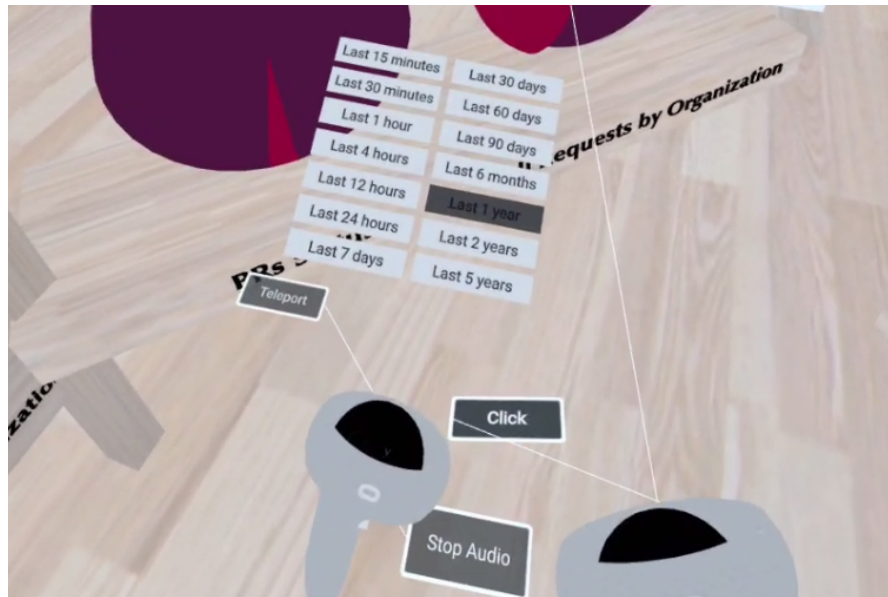 Last 15 minutes
Last 30 minutes
Last 1 hour
Last 4 hours
Last 12 hours
Last 24 hours
Last 7 days
Last 30 days
Last 60 days
Last 90 days
Last 6 months
Last 1 year
Last 2 years
Last 5 years
by Organization
PRs
Teleport
Click
Stop Audio